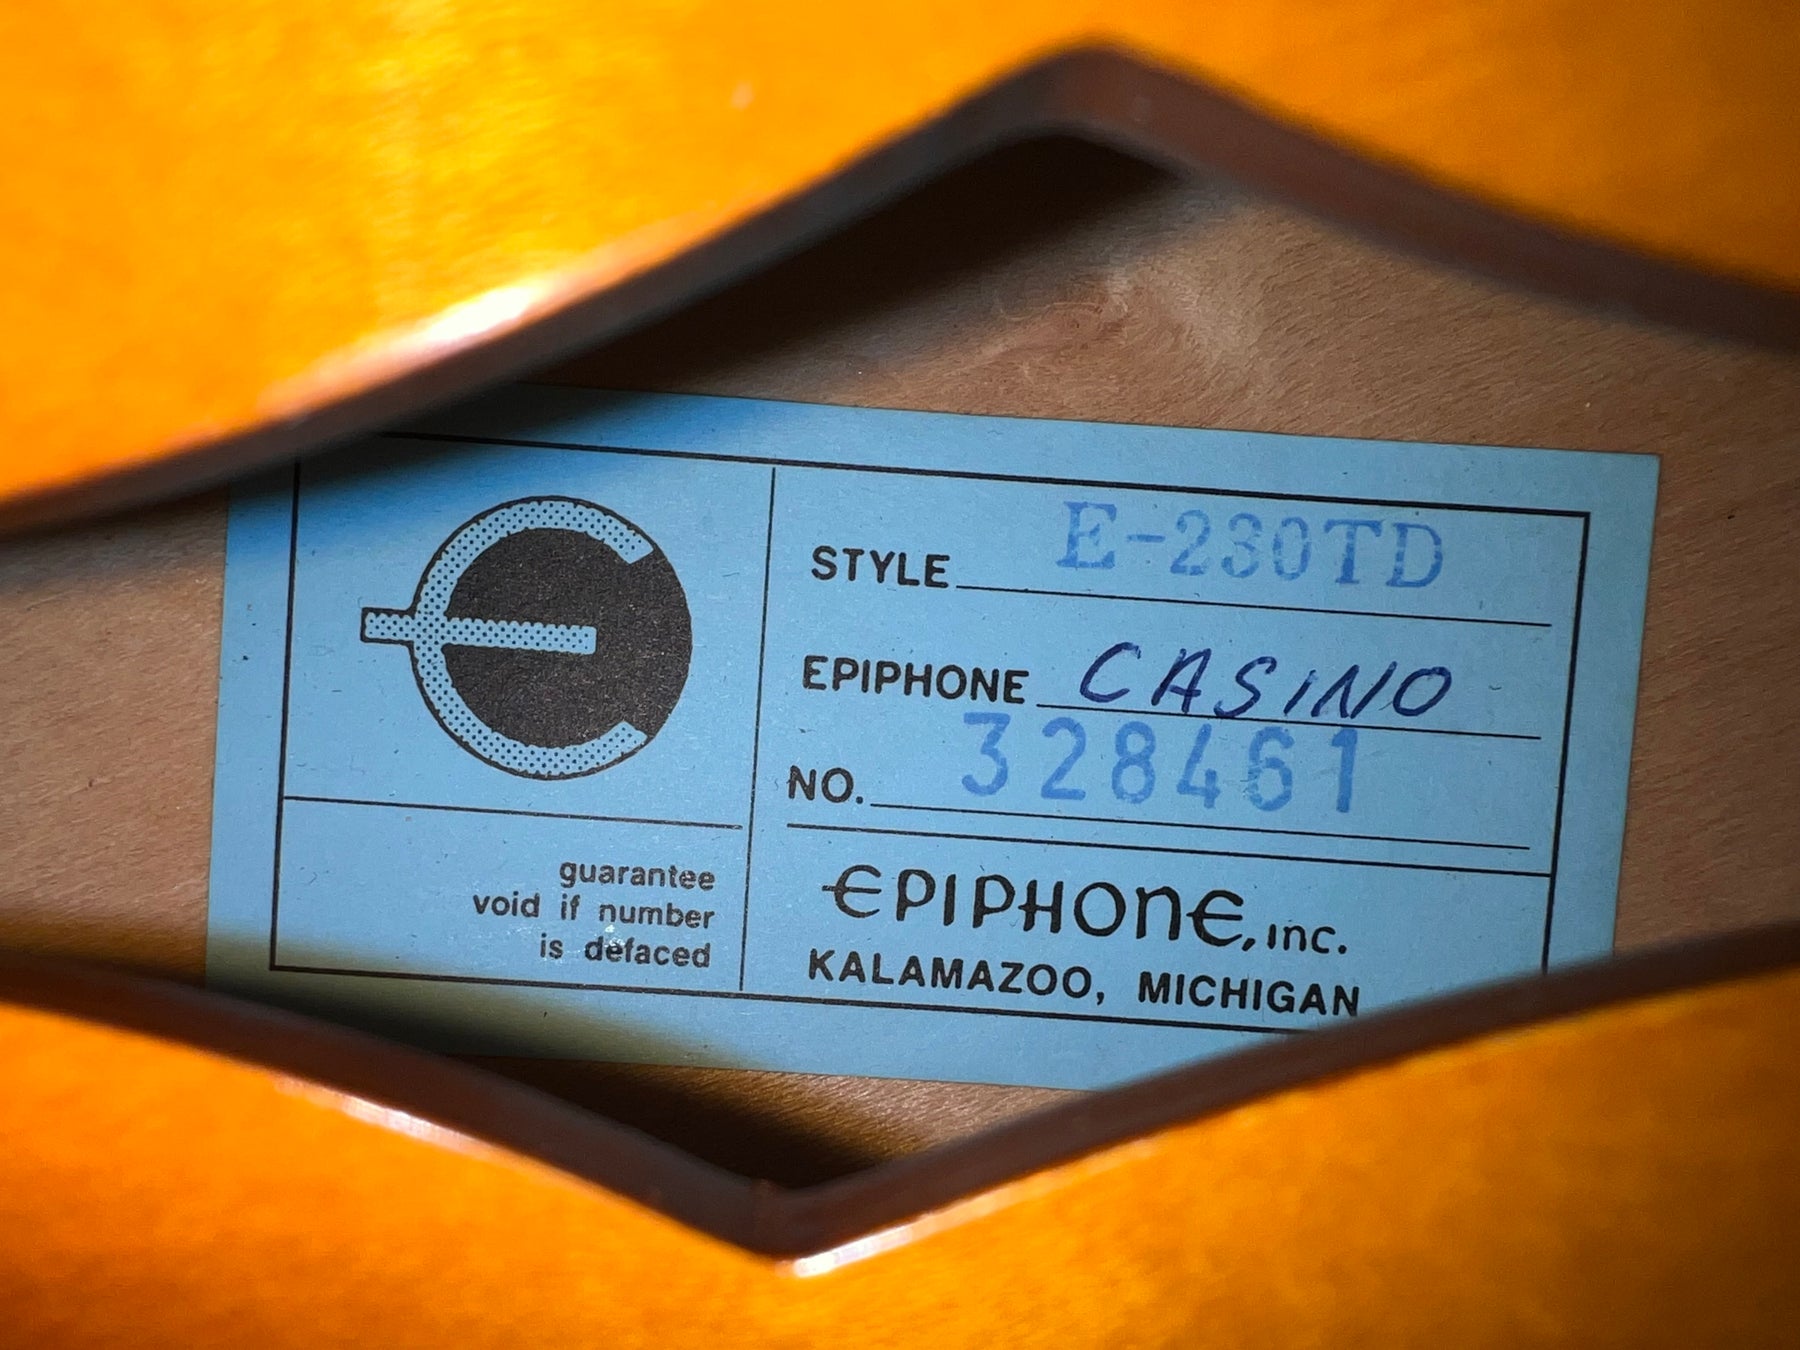 STYLE E-230TD
EPIPHONE CASINO
NO. 328461
guarantee
void if number
is defaced
EPIPHONE, INC.
KALAMAZOO, MICHIGAN